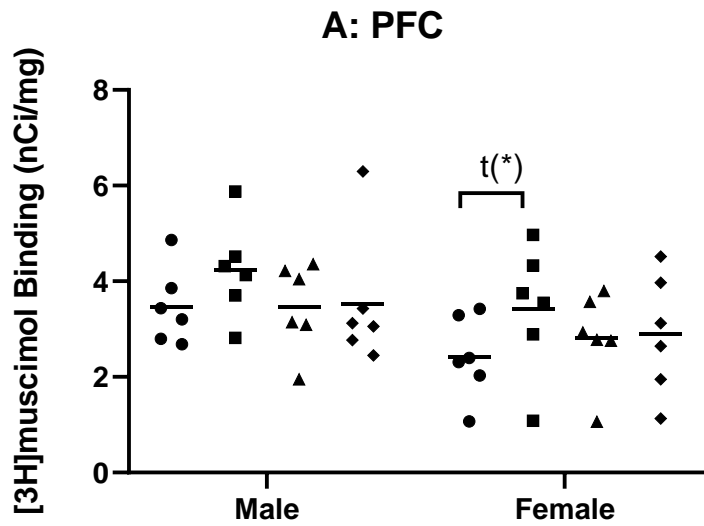 A: PFC
[3H]muscimol Binding (nCi/mg)
8
6
4
2
0
t(*)
Male
Female